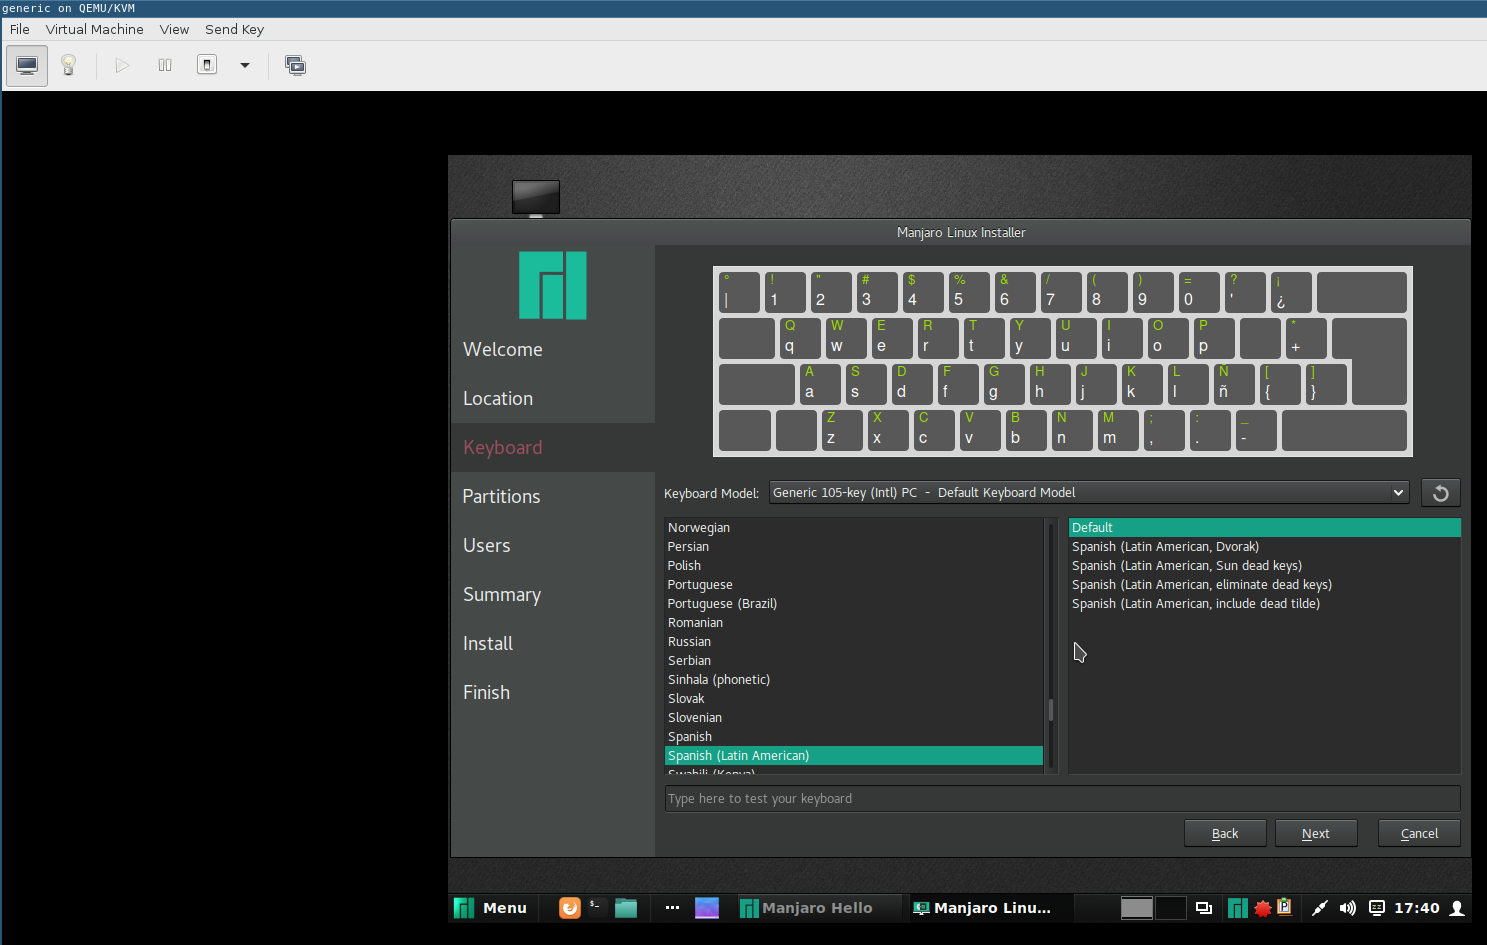 generic on QEMU/KVM
File Virtual Machine View Send Key
Manjaro Linux Installer
° ! " # $ % & / ( ) = ? ¡
| 1 2 3 4 5 6 7 8 9 0 ' ¿
Q W E R T Y U I O P *
q w e r t y u i o p +
A S D F G H J K L Ñ [ ]
a s d f g h j k l ñ { }
Z X C V B N M ; : _
z x c v b n m , . -
Welcome
Location
Keyboard
Partitions
Users
Summary
Install
Finish
Keyboard Model: Generic 105-key (Intl) PC - Default Keyboard Model
Norwegian
Persian
Polish
Portuguese
Portuguese (Brazil)
Romanian
Russian
Serbian
Sinhala (phonetic)
Slovak
Slovenian
Spanish
Spanish (Latin American)
Swahili (Kenya)
Default
Spanish (Latin American, Dvorak)
Spanish (Latin American, Sun dead keys)
Spanish (Latin American, eliminate dead keys)
Spanish (Latin American, include dead tilde)
Type here to test your keyboard
Back Next Cancel
Menu $_ ... Manjaro Hello Manjaro Linu... 17:40